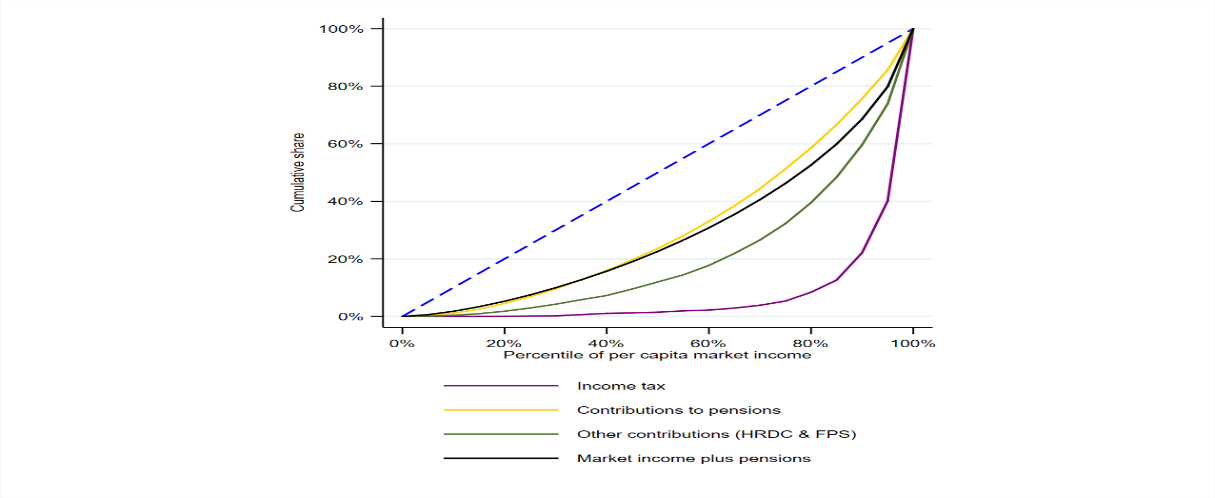 100%
80%
60%
40%
20%
0%
Cumulative share
0% 20% 40% 60% 80% 100%
Percentile of per capita market income
Income tax
Contributions to pensions
Other contributions (HRDC & FPS)
Market income plus pensions